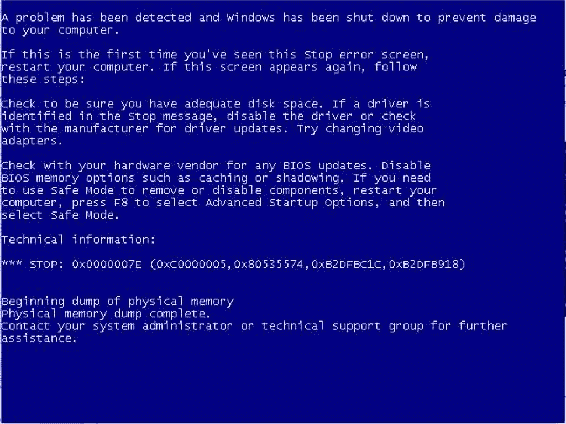 A problem has been detected and Windows has been shut down to prevent damage
to your computer.
If this is the first time you've seen this Stop error screen,
restart your computer. If this screen appears again, follow
these steps:
Check to be sure you have adequate disk space. If a driver is
identified in the Stop message, disable the driver or check
with the manufacturer for driver updates. Try changing video
adapters.
Check with your hardware vendor for any BIOS updates. Disable
BIOS memory options such as caching or shadowing. If you need
to use Safe Mode to remove or disable components, restart your
computer, press F8 to select Advanced Startup Options, and then
select Safe Mode.
Technical information:
*** STOP: 0x0000007E (0xC0000005,0x80535574,0xB2DFBC1C,0xB2DFB918)
Beginning dump of physical memory
Physical memory dump complete.
Contact your system administrator or technical support group for further
assistance.